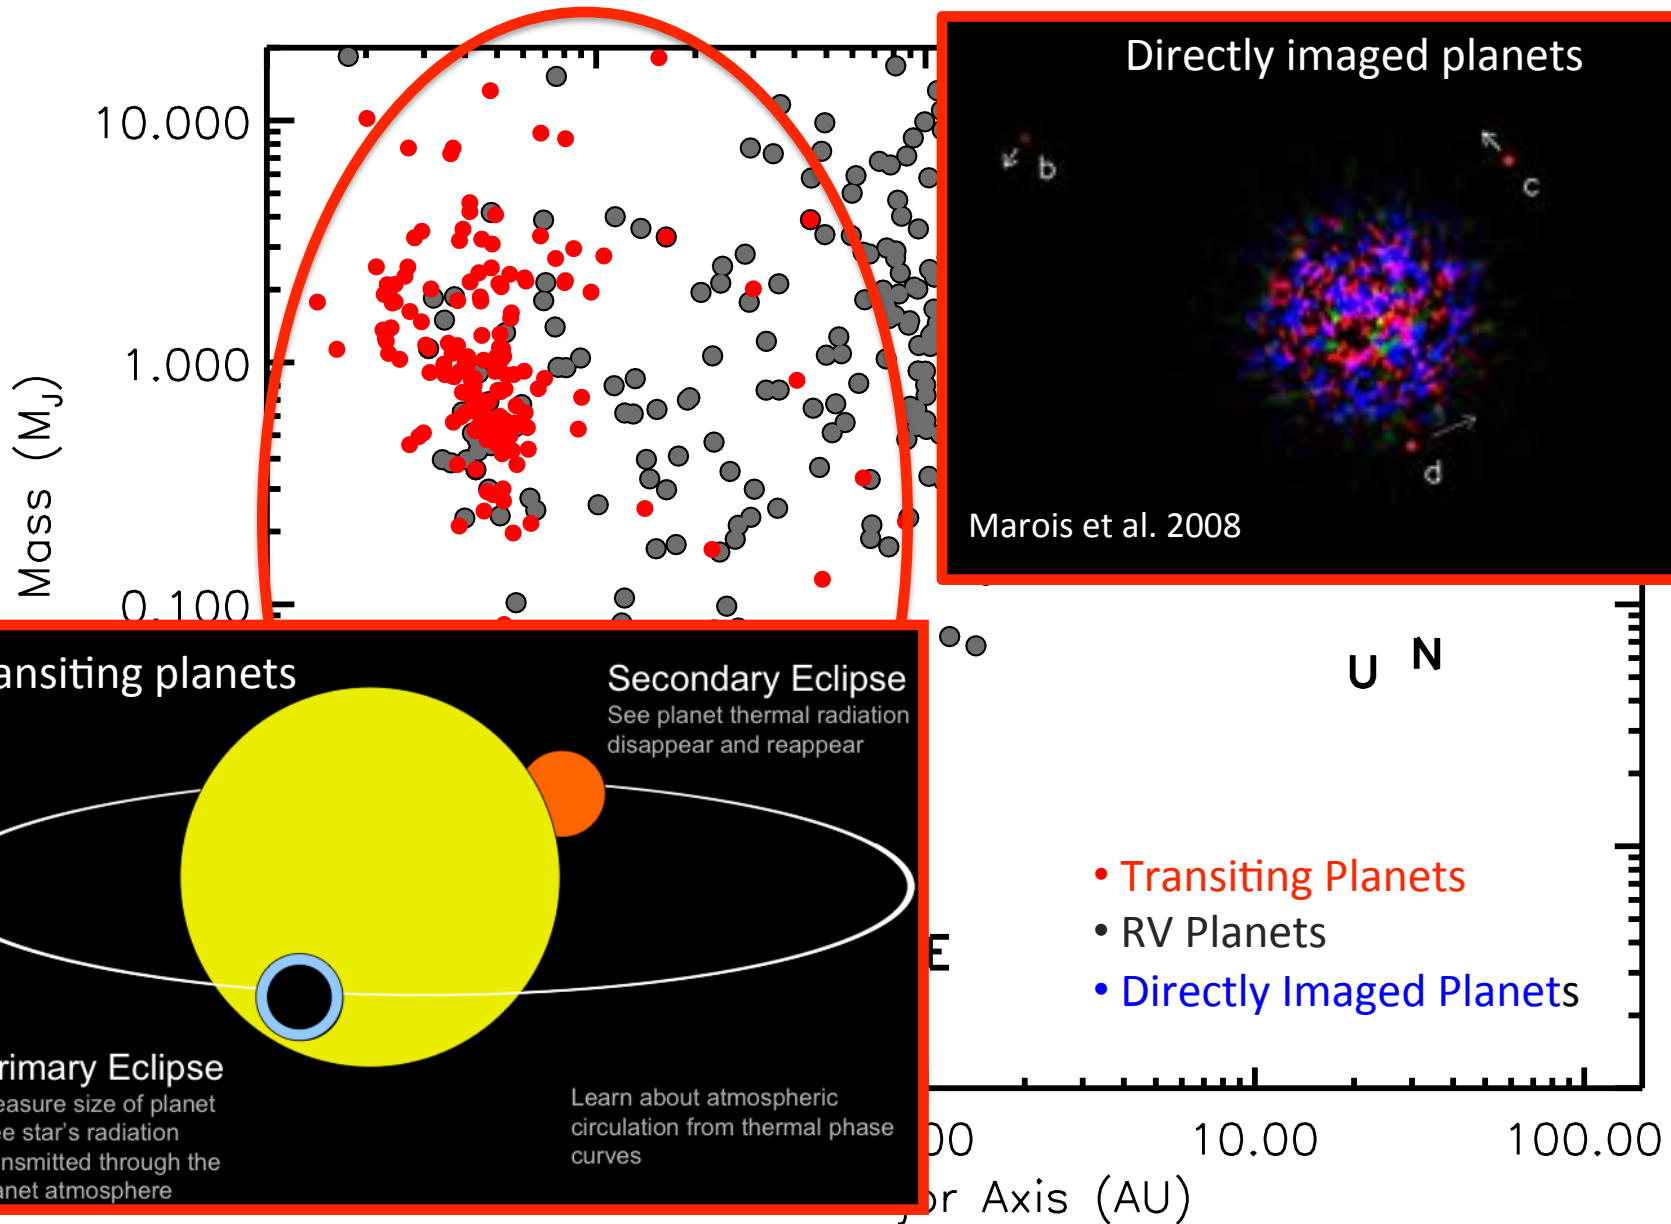 Directly imaged planets
b
c
d
Marois et al. 2008
10.000
1.000
0.100
Mass (MJ)
U
N
ansiting planets
Secondary Eclipse
See planet thermal radiation
disappear and reappear
rimary Eclipse
easure size of planet
ee star's radiation
nsmitted through the
anet atmosphere
Learn about atmospheric
circulation from thermal phase
curves
E
• Transiting Planets
• RV Planets
• Directly Imaged Planets
00
10.00
100.00
or Axis (AU)